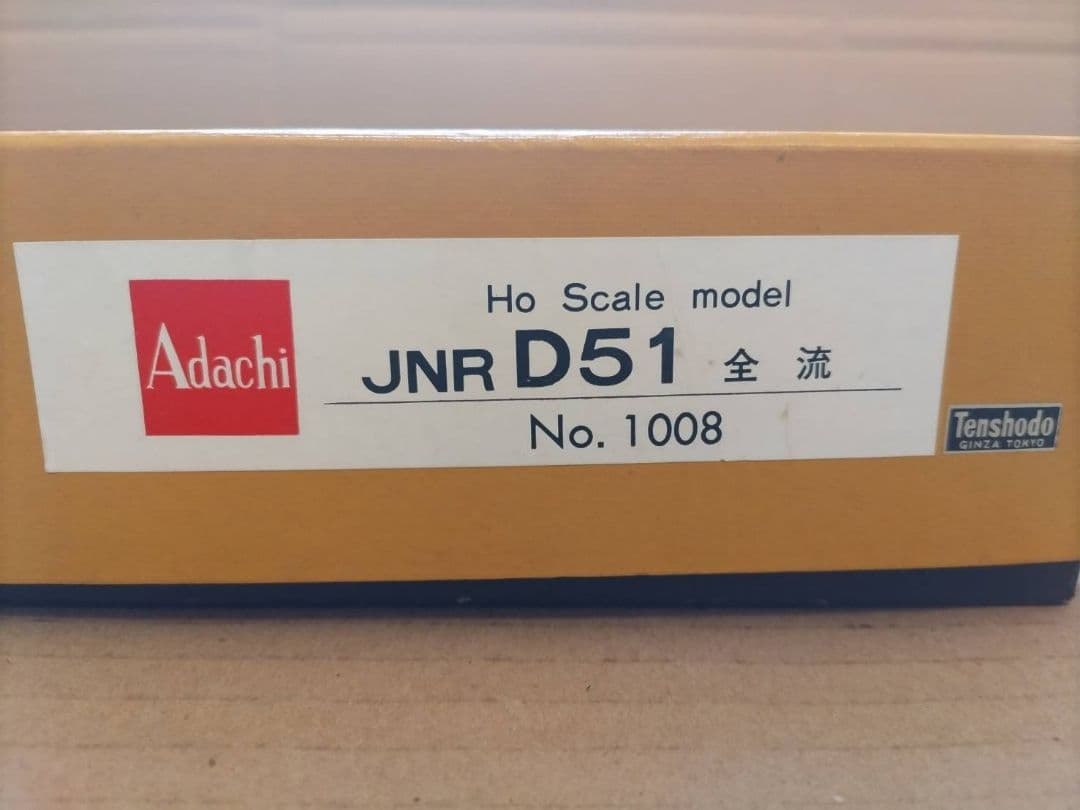 Adachi
Ho Scale model
JNR D51 全流
No. 1008
Tenshodo
GINZA TOKYO